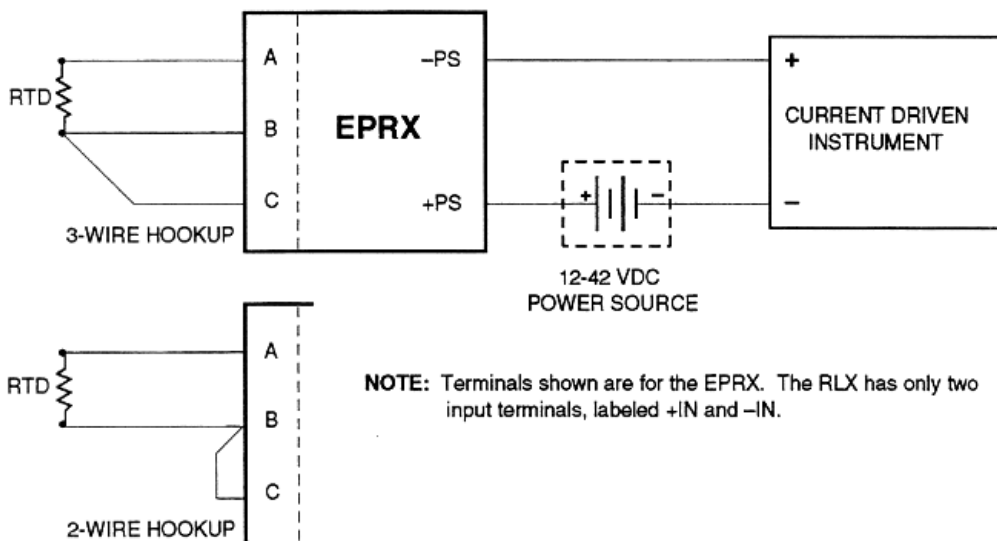 RTD
A
B
C
EPRX
–PS
+PS
3-WIRE HOOKUP
+ –
12-42 VDC
POWER SOURCE
+
CURRENT DRIVEN
INSTRUMENT
–
RTD
A
B
C
2-WIRE HOOKUP
NOTE: Terminals shown are for the EPRX. The RLX has only two
input terminals, labeled +IN and –IN.